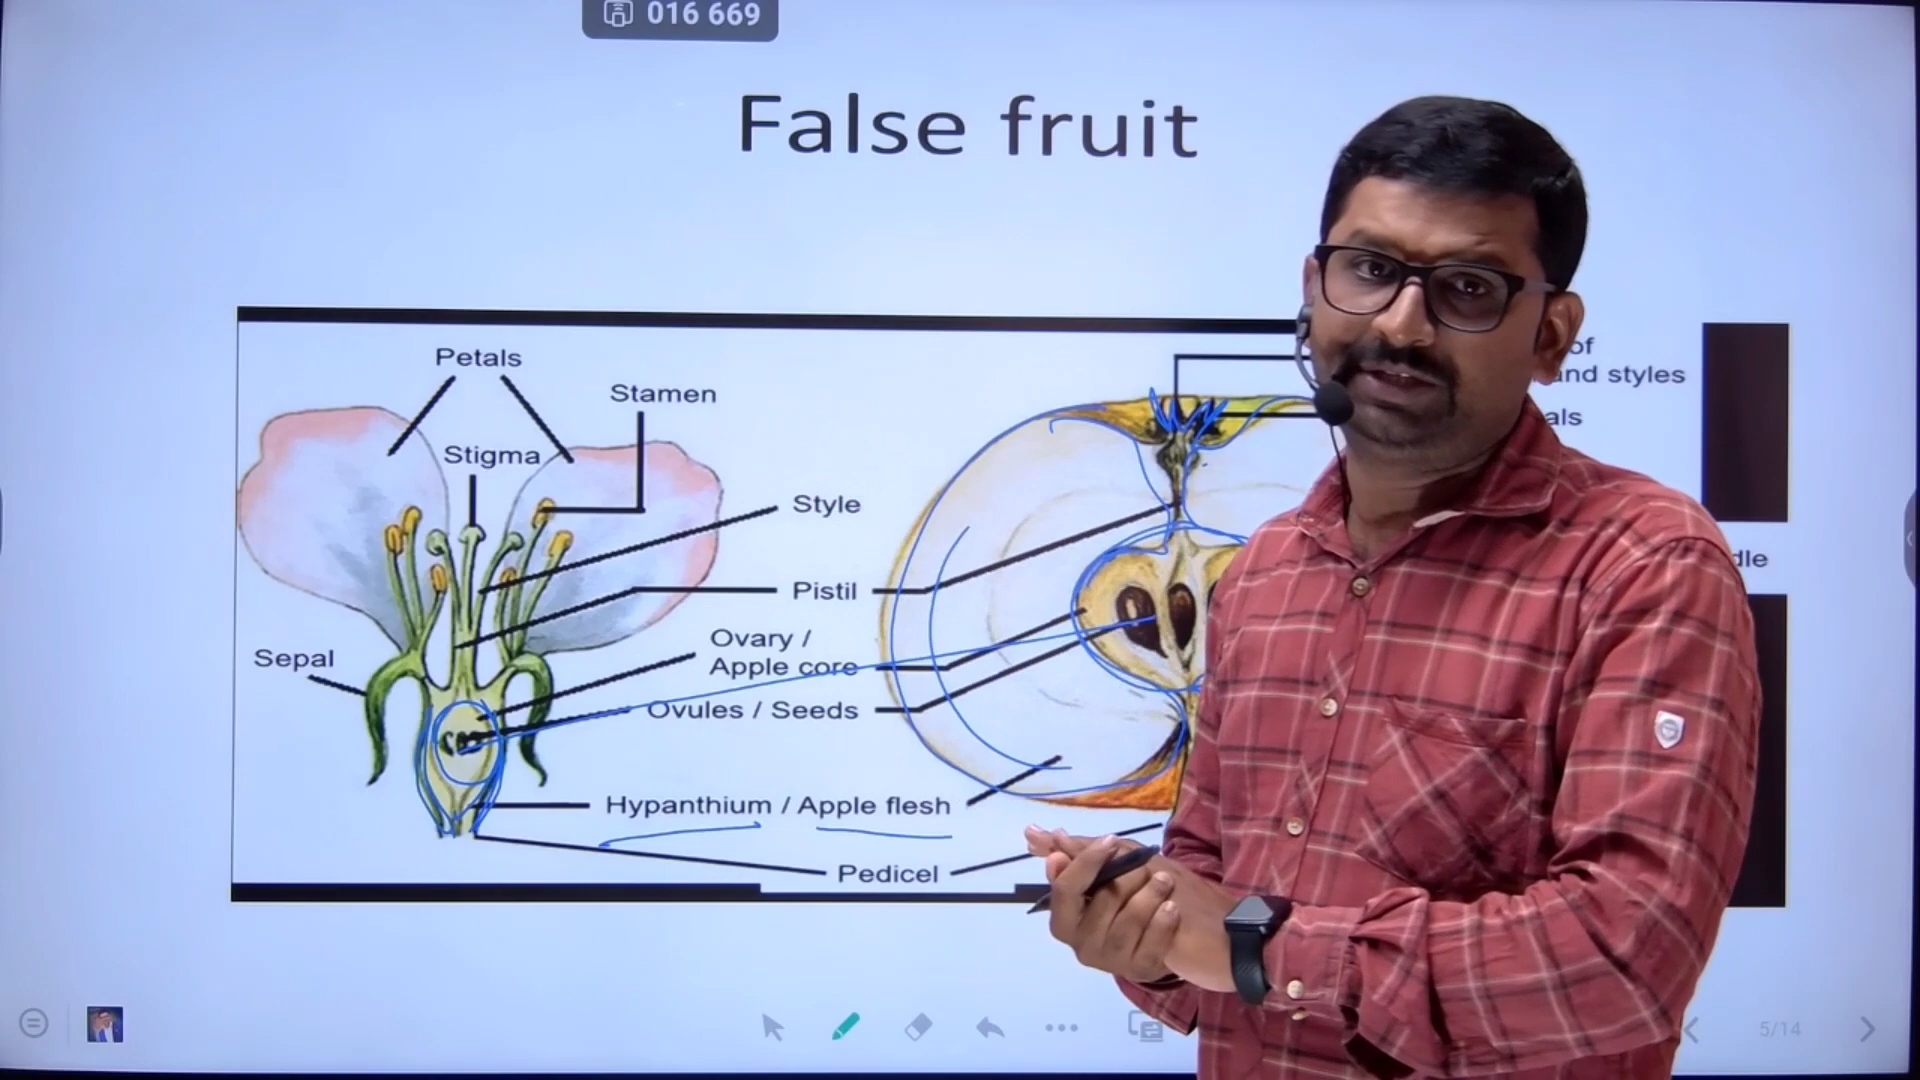 016 669
False fruit
Petals
Stamen
Stigma
Style
Pistil
Ovary /
Apple core
Sepal
Ovules / Seeds
Hypanthium / Apple flesh
Pedicel
of
and styles
5/14